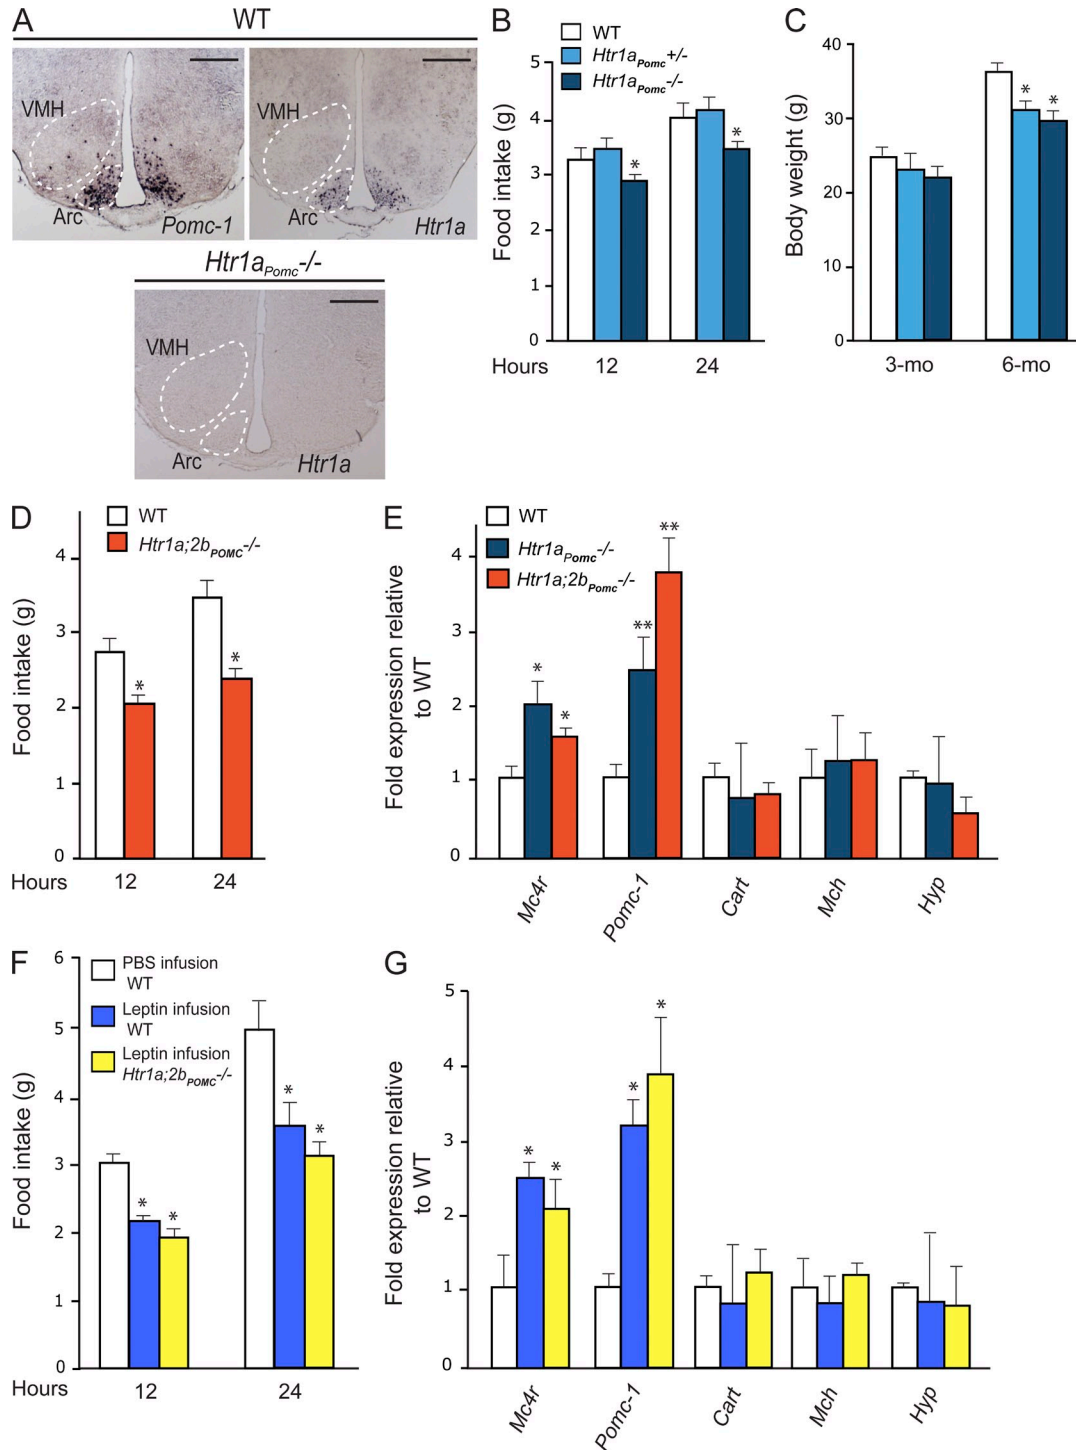 A
WT
VMH
Arc
Pomc-1
VMH
Arc
Htr1a
Htr1aPomc-/-
VMH
Arc
Htr1a
B
WT
Htr1aPomc+/-
Htr1aPomc-/-
Food intake (g)
5
4
3
2
1
0
*
*
Hours 12 24
C
Body weight (g)
40
30
20
10
0
* *
3-mo 6-mo
D
WT
Htr1a;2bPOMC-/-
Food intake (g)
4
3
2
1
0
*
*
Hours 12 24
E
WT
Htr1aPomc-/-
Htr1a;2bPomc-/-
Fold expression relative
to WT
4
3
2
1
0
*
*
**
**
Mc4r
Pomc-1
Cart
Mch
Hyp
F
PBS infusion
WT
Leptin infusion
WT
Leptin infusion
Htr1a;2bPOMC-/-
Food intake (g)
6
5
4
3
2
1
0
* *
* *
Hours 12 24
G
Fold expression relative
to WT
5
4
3
2
1
0
* *
* *
Mc4r
Pomc-1
Cart
Mch
Hyp